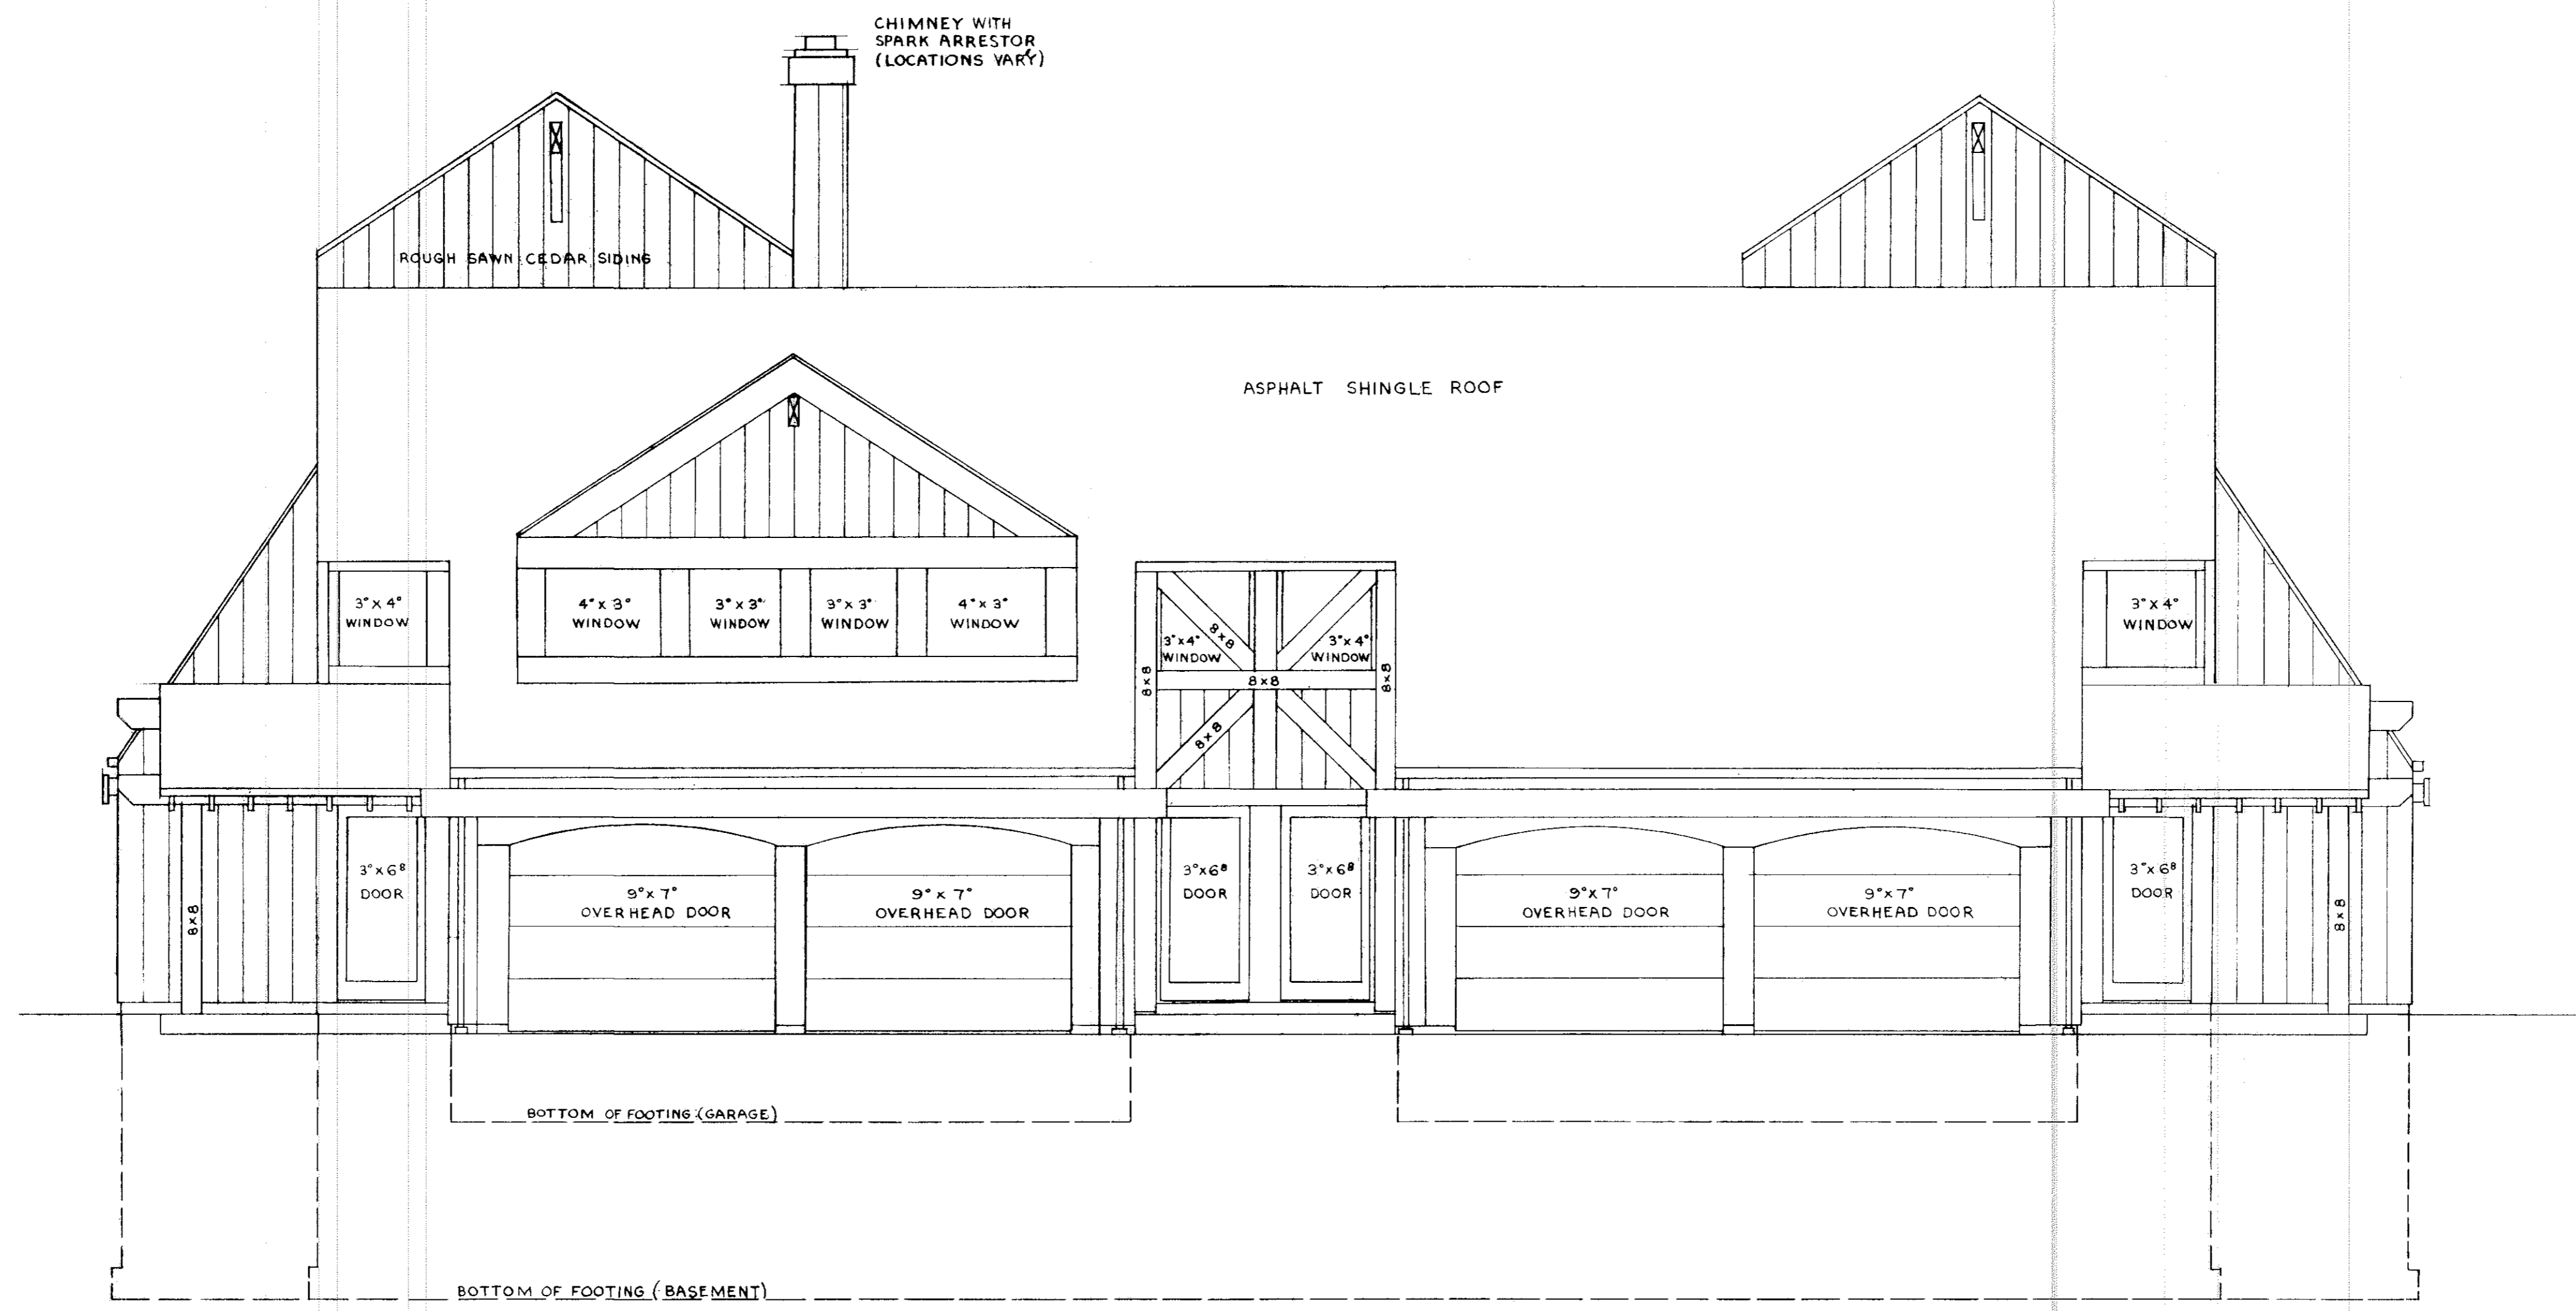 CHIMNEY WITH
SPARK ARRESTOR
(LOCATIONS VARY)
ROUGH SAWN CEDAR SIDING
ASPHALT SHINGLE ROOF
3° x 4°
WINDOW
4° x 3°
WINDOW
3° x 3°
WINDOW
3° x 3°
WINDOW
4° x 3°
WINDOW
3° x 4°
WINDOW
8x8
3° x 4°
WINDOW
3° x 4°
WINDOW
8x8
8x8
8x8
8x8
3° x 6⁸
DOOR
9° x 7°
OVERHEAD DOOR
9° x 7°
OVERHEAD DOOR
3° x 6⁸
DOOR
3° x 6⁸
DOOR
9° x 7°
OVERHEAD DOOR
9° x 7°
OVERHEAD DOOR
3° x 6⁸
DOOR
8x8
8x8
BOTTOM OF FOOTING (GARAGE)
BOTTOM OF FOOTING (BASEMENT)